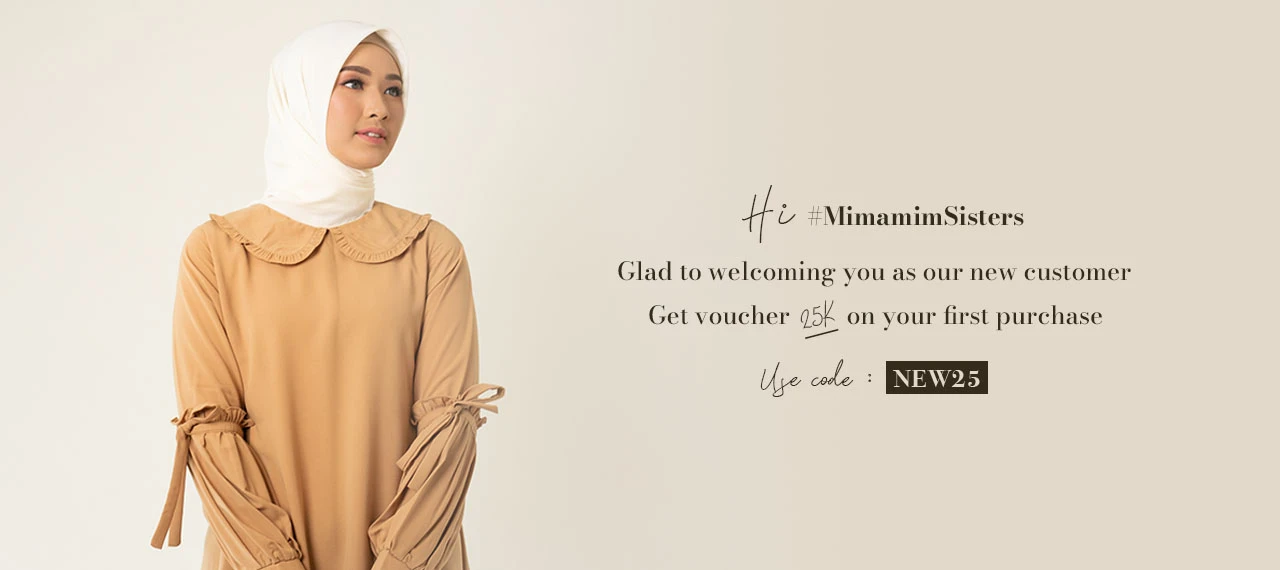 Hi #MimamimSisters
Glad to welcoming you as our new customer
Get voucher 25K on your first purchase
Use code : NEW25